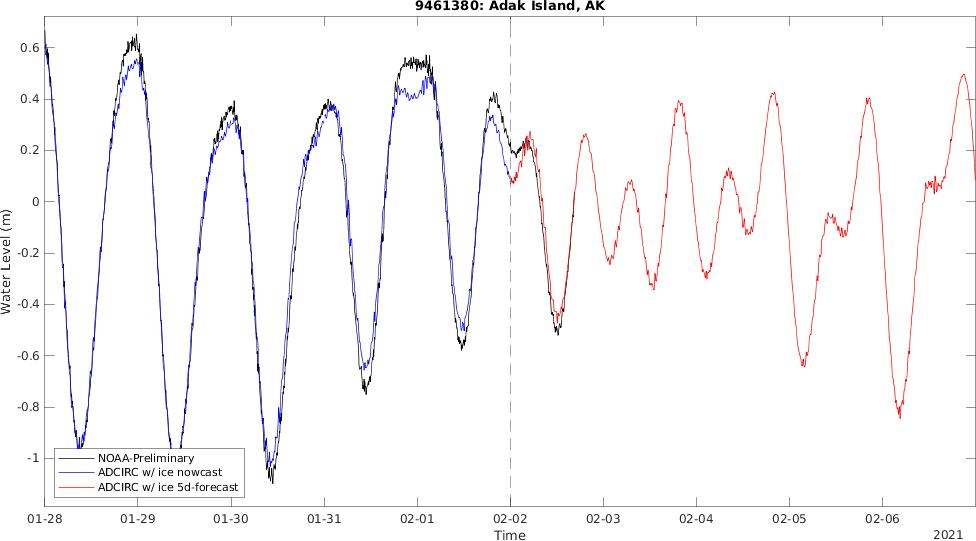 9461380: Adak Island, AK
Water Level (m)
0.6
0.4
0.2
0
-0.2
-0.4
-0.6
-0.8
-1
NOAA-Preliminary
ADCIRC w/ ice nowcast
ADCIRC w/ ice 5d-forecast
01-28 01-29 01-30 01-31 02-01 02-02 02-03 02-04 02-05 02-06
Time
2021